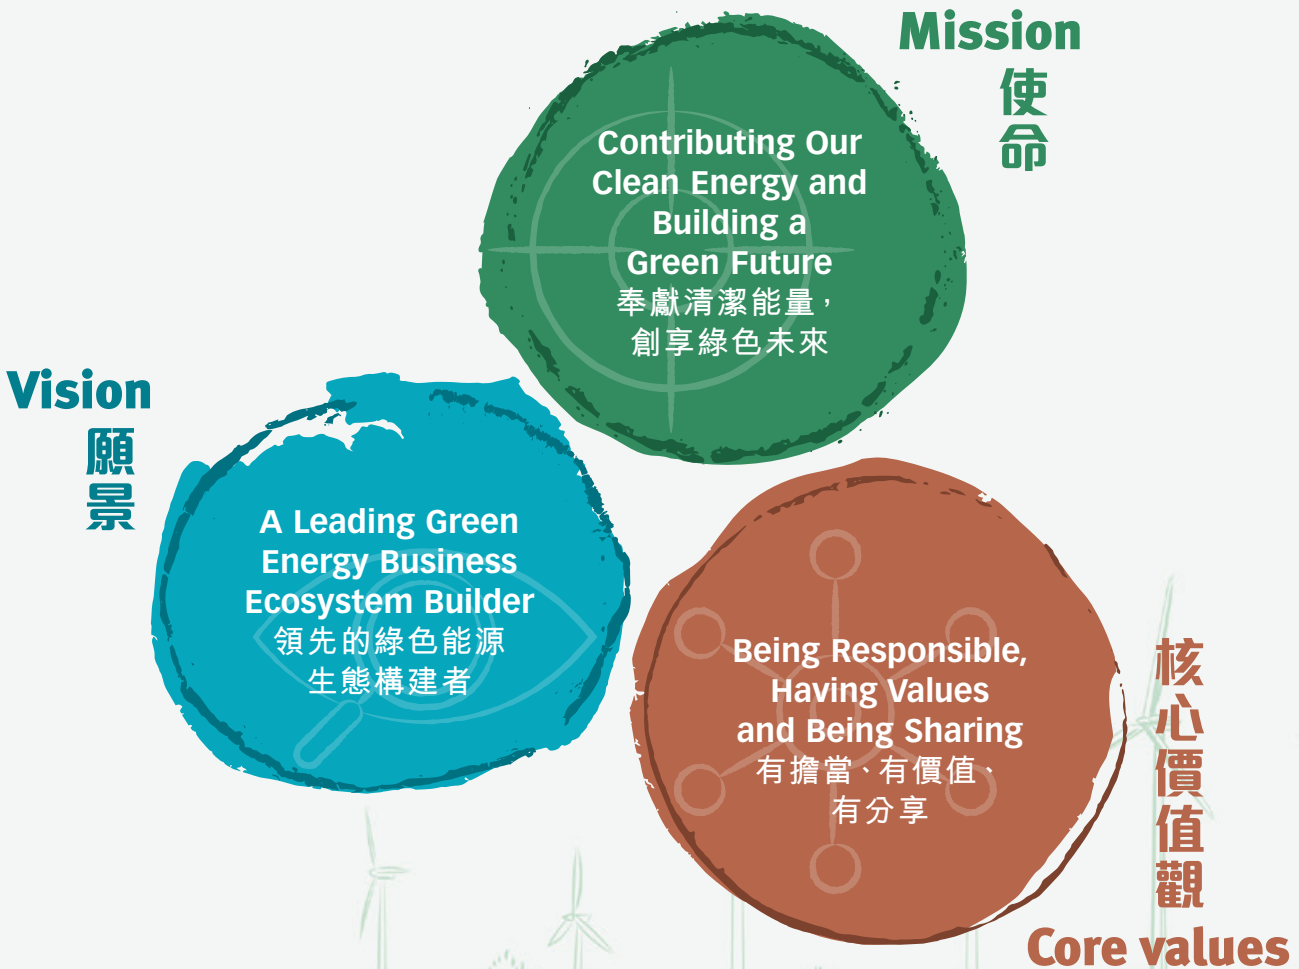 Mission
使
命
Contributing Our
Clean Energy and
Building a
Green Future
奉獻清潔能量，
創享綠色未來
Vision
願
景
A Leading Green
Energy Business
Ecosystem Builder
領先的綠色能源
生態構建者
Being Responsible,
Having Values
and Being Sharing
有擔當、有價值、
有分享
核
心
價
值
觀
Core values